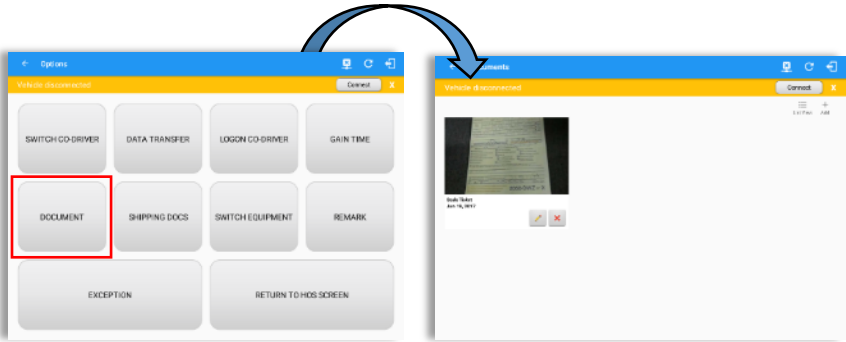 Options
Vehicle disconnected
Connect
X
SWITCH CO-DRIVER
DATA TRANSFER
LOGON CO-DRIVER
GAIN TIME
DOCUMENT
SHIPPING DOCS
SWITCH EQUIPMENT
REMARK
EXCEPTION
RETURN TO HOS SCREEN
uments
Vehicle disconnected
Connect
X
Add
Scale Ticket